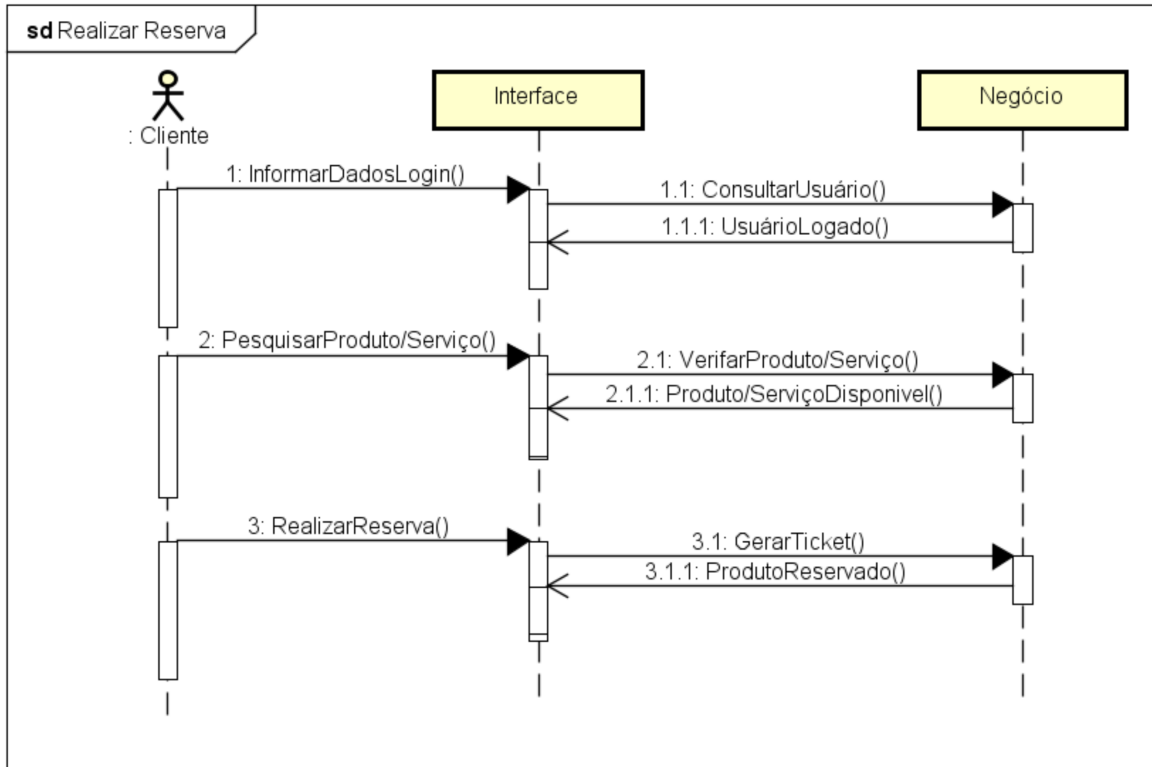 sd Realizar Reserva
: Cliente
Interface
Negócio
1: InformarDadosLogin()
1.1: ConsultarUsuário()
1.1.1: UsuárioLogado()
2: PesquisarProduto/Serviço()
2.1: VerifarProduto/Serviço()
2.1.1: Produto/ServiçoDisponivel()
3: RealizarReserva()
3.1: GerarTicket()
3.1.1: ProdutoReservado()